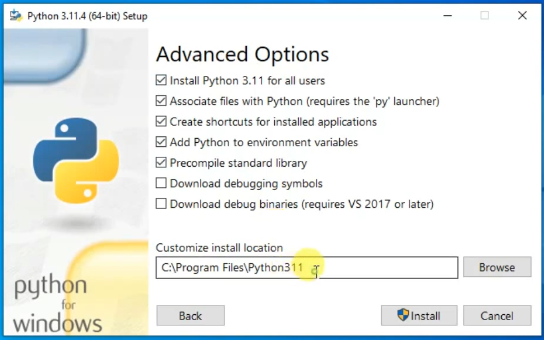 Python 3.11.4 (64-bit) Setup
Advanced Options
Install Python 3.11 for all users
Associate files with Python (requires the 'py' launcher)
Create shortcuts for installed applications
Add Python to environment variables
Precompile standard library
Download debugging symbols
Download debug binaries (requires VS 2017 or later)
Customize install location
C:\Program Files\Python311
Browse
python
for
windows
Back
Install
Cancel